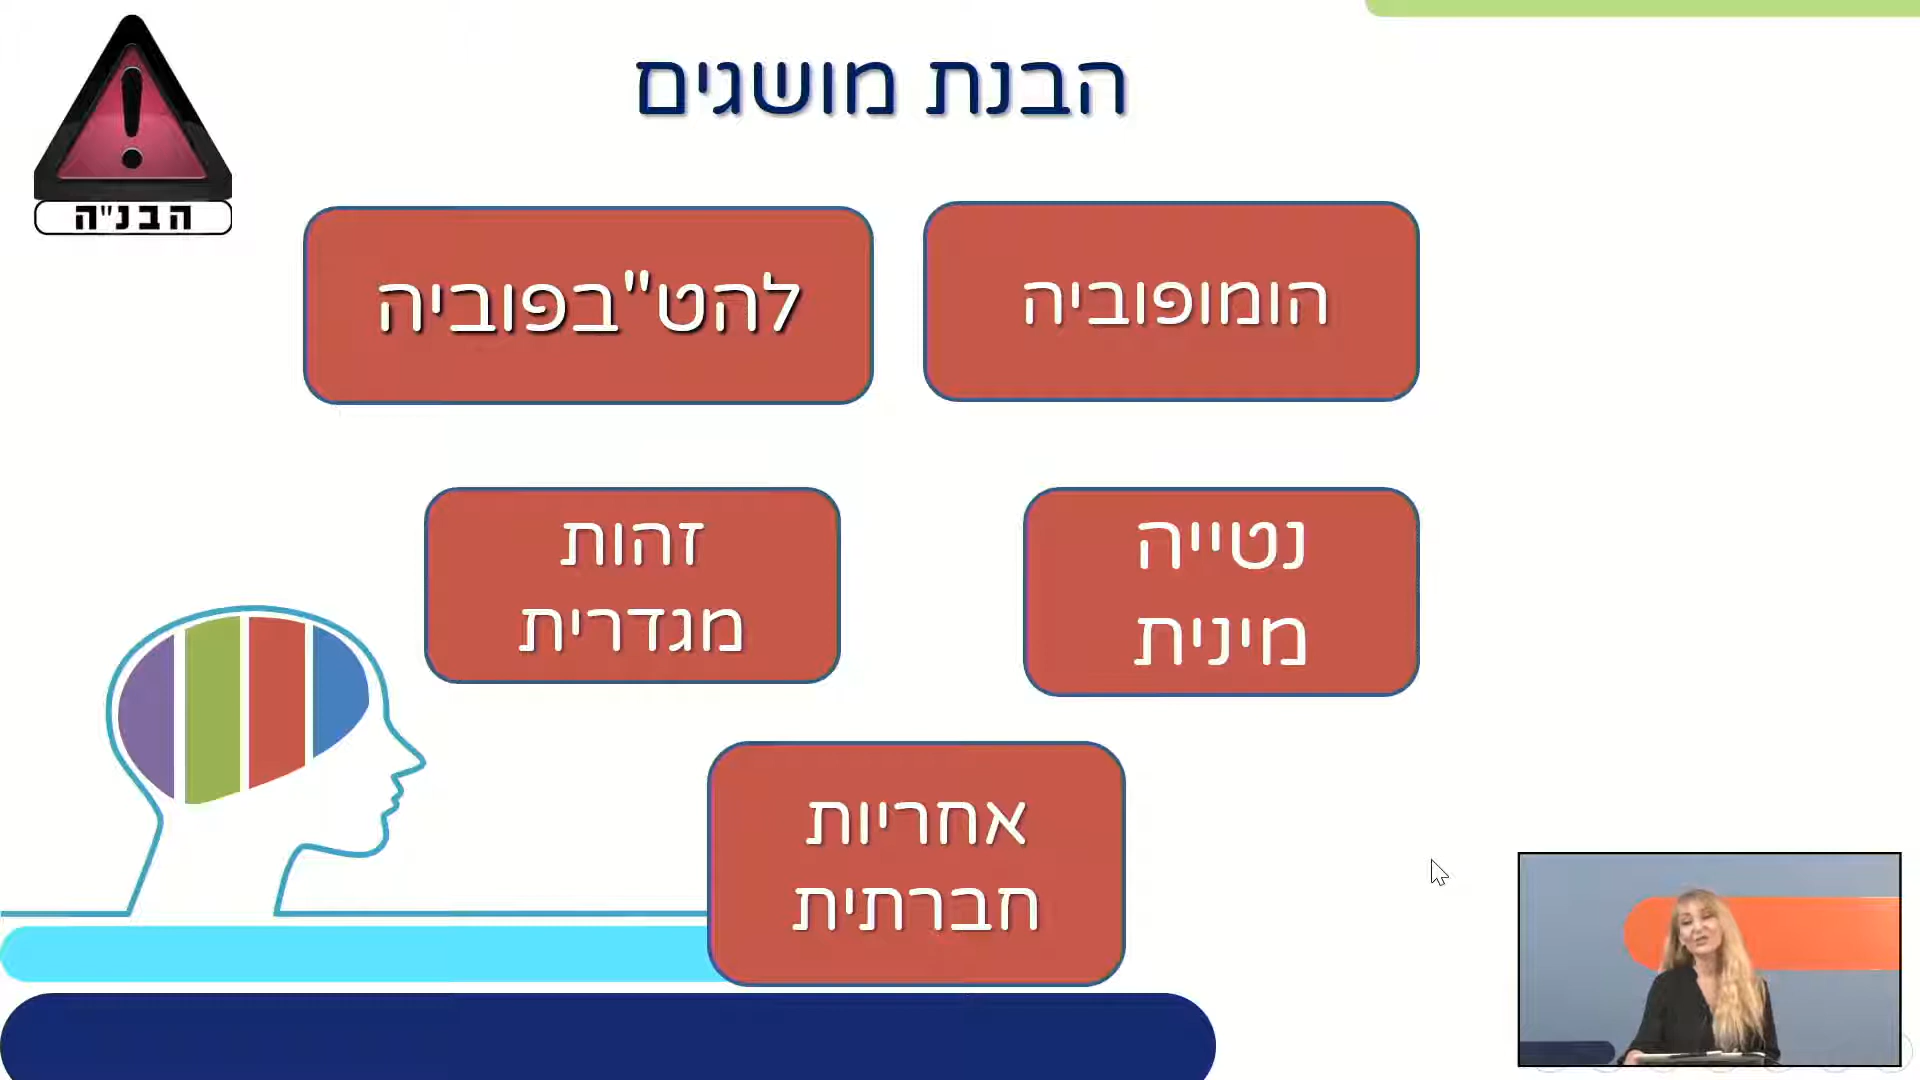 הבנת מושגים
הבנ"ה
הומופוביה
להט"בפוביה
נטייה
מינית
זהות
מגדרית
אחריות
חברתית